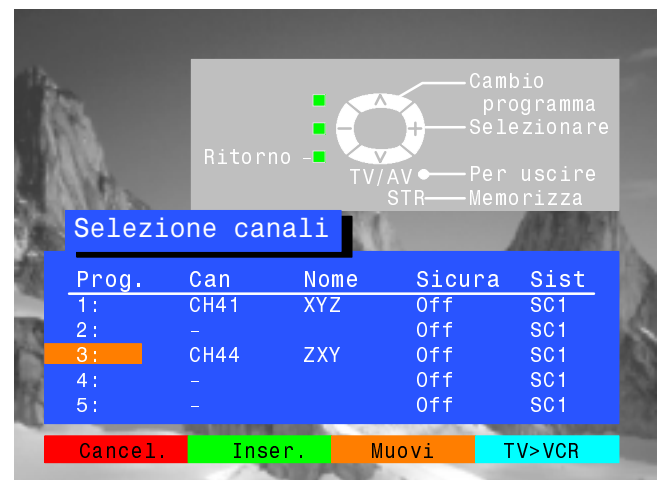 Cambio
programma
Selezionare
Ritorno
TV/AV Per uscire
STR Memorizza
Selezione canali
Prog. Can Nome Sicura Sist
1: CH41 XYZ Off SC1
2: – Off SC1
3: CH44 ZXY Off SC1
4: – Off SC1
5: – Off SC1
Cancel. Inser. Muovi TV>VCR